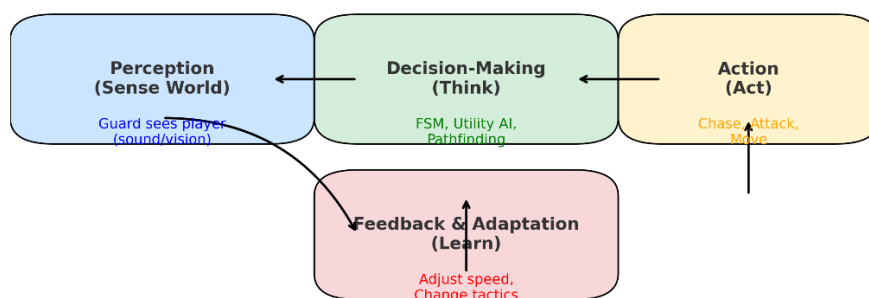 Perception
(Sense World)
Guard sees player
(sound/vision)
Decision-Making
(Think)
FSM, Utility AI,
Pathfinding
Action
(Act)
Chase, Attack,
Move
Feedback & Adaptation
(Learn)
Adjust speed,
Change tactics